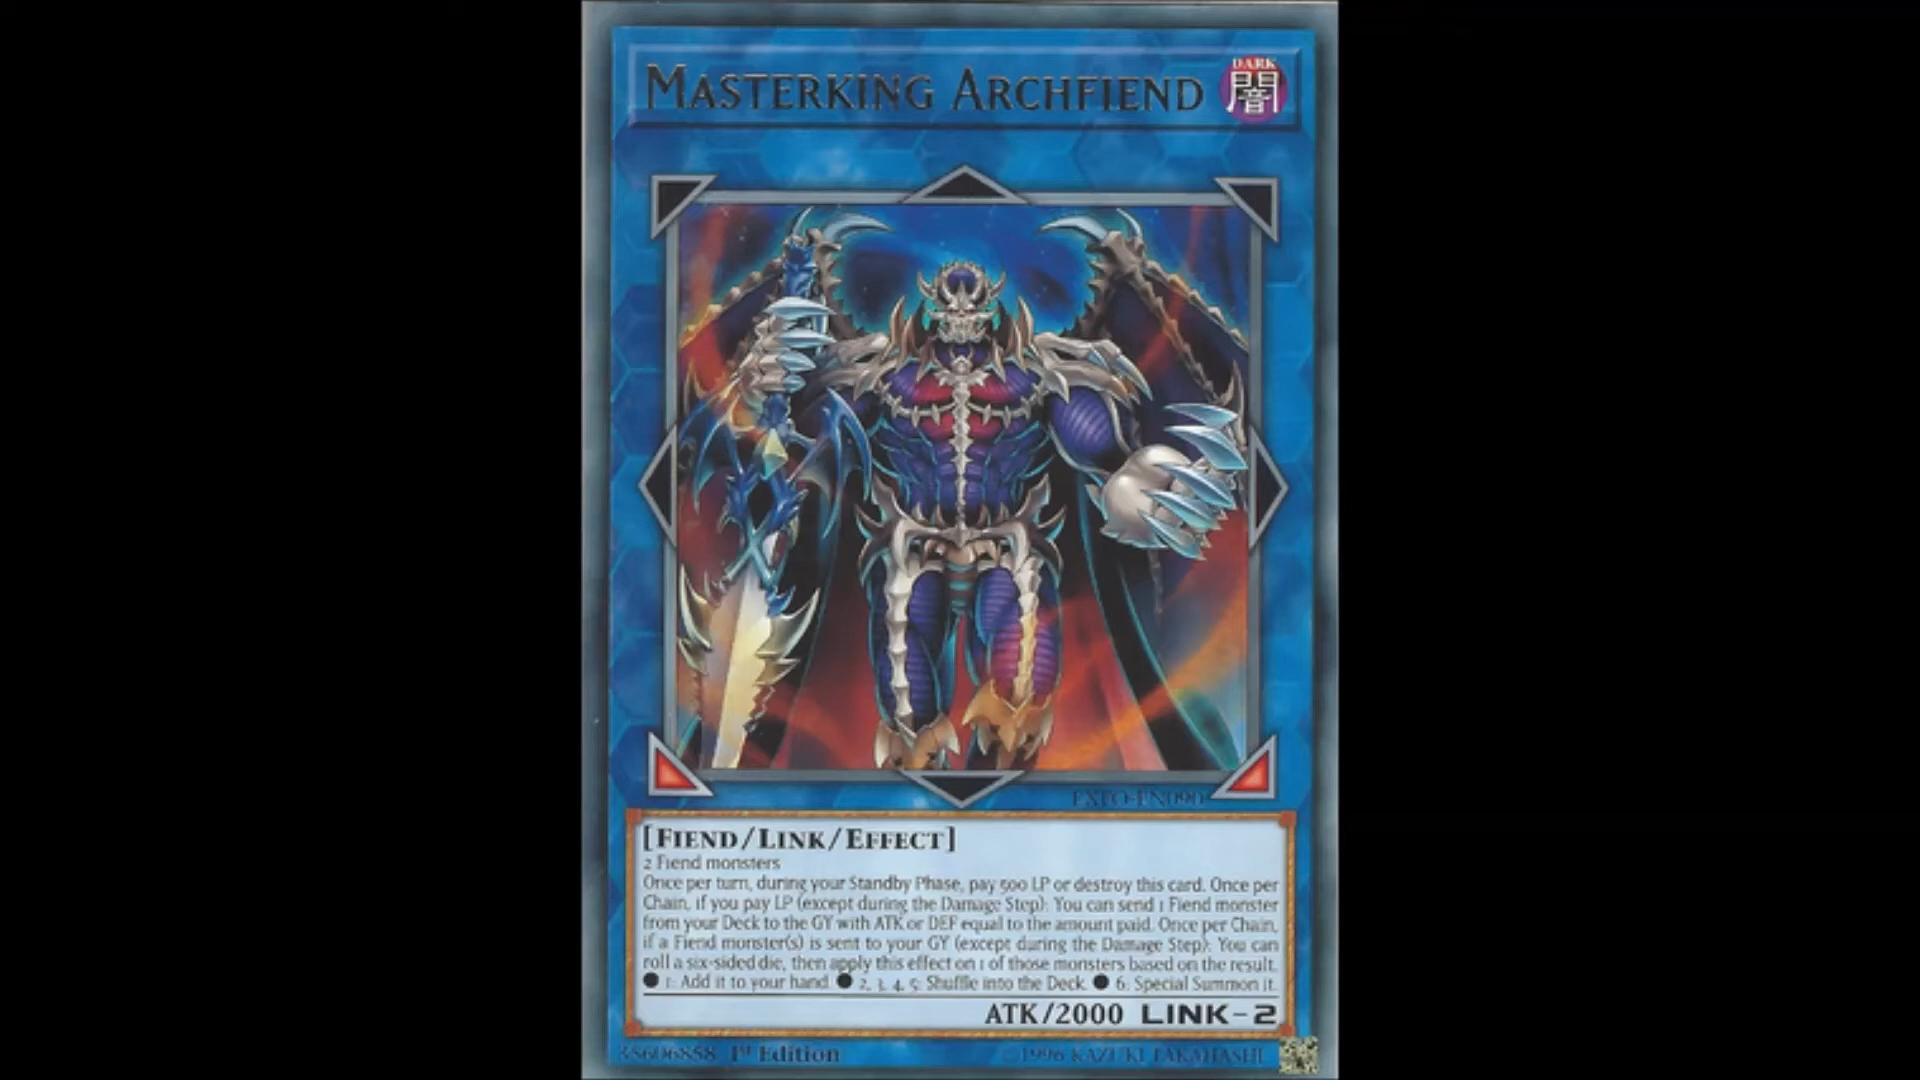 MASTERKING ARCHFIEND
DARK
闇
EXFO-EN090
[FIEND/LINK/EFFECT]
2 Fiend monsters
Once per turn, during your Standby Phase, pay 500 LP or destroy this card. Once per
Chain, if you pay LP (except during the Damage Step): You can send 1 Fiend monster
from your Deck to the GY with ATK or DEF equal to the amount paid. Once per Chain,
if a Fiend monster(s) is sent to your GY (except during the Damage Step): You can
roll a six-sided die, then apply this effect on 1 of those monsters based on the result.
● 1: Add it to your hand. ● 2, 3, 4, 5: Shuffle into the Deck. ● 6: Special Summon it.
ATK/2000 LINK-2
35606858 1st Edition
©1996 KAZUKI TAKAHASHI